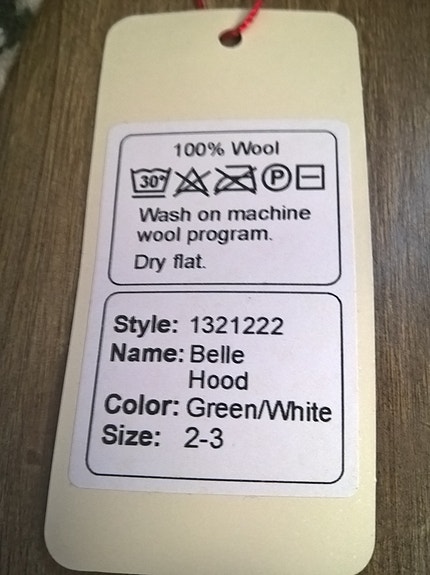 100% Wool
30° P
Wash on machine
wool program.
Dry flat.
Style: 1321222
Name: Belle
Hood
Color: Green/White
Size: 2-3